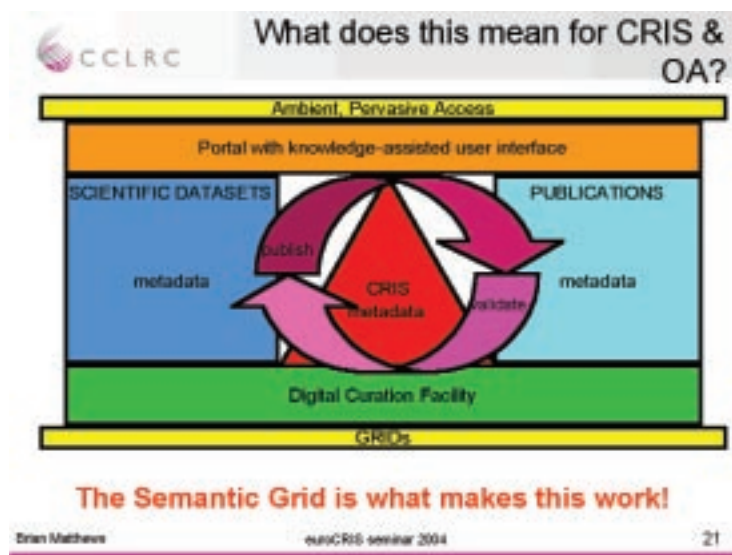 CCLRC
What does this mean for CRIS &
OA?
Ambient, Pervasive Access
Portal with knowledge-assisted user interface
SCIENTIFIC DATASETS
PUBLICATIONS
publish
metadata
CRIS
metadata
validate
metadata
Digital Curation Facility
GRIDs
The Semantic Grid is what makes this work!
Brian Matthews
euroCRIS seminar 2004
21